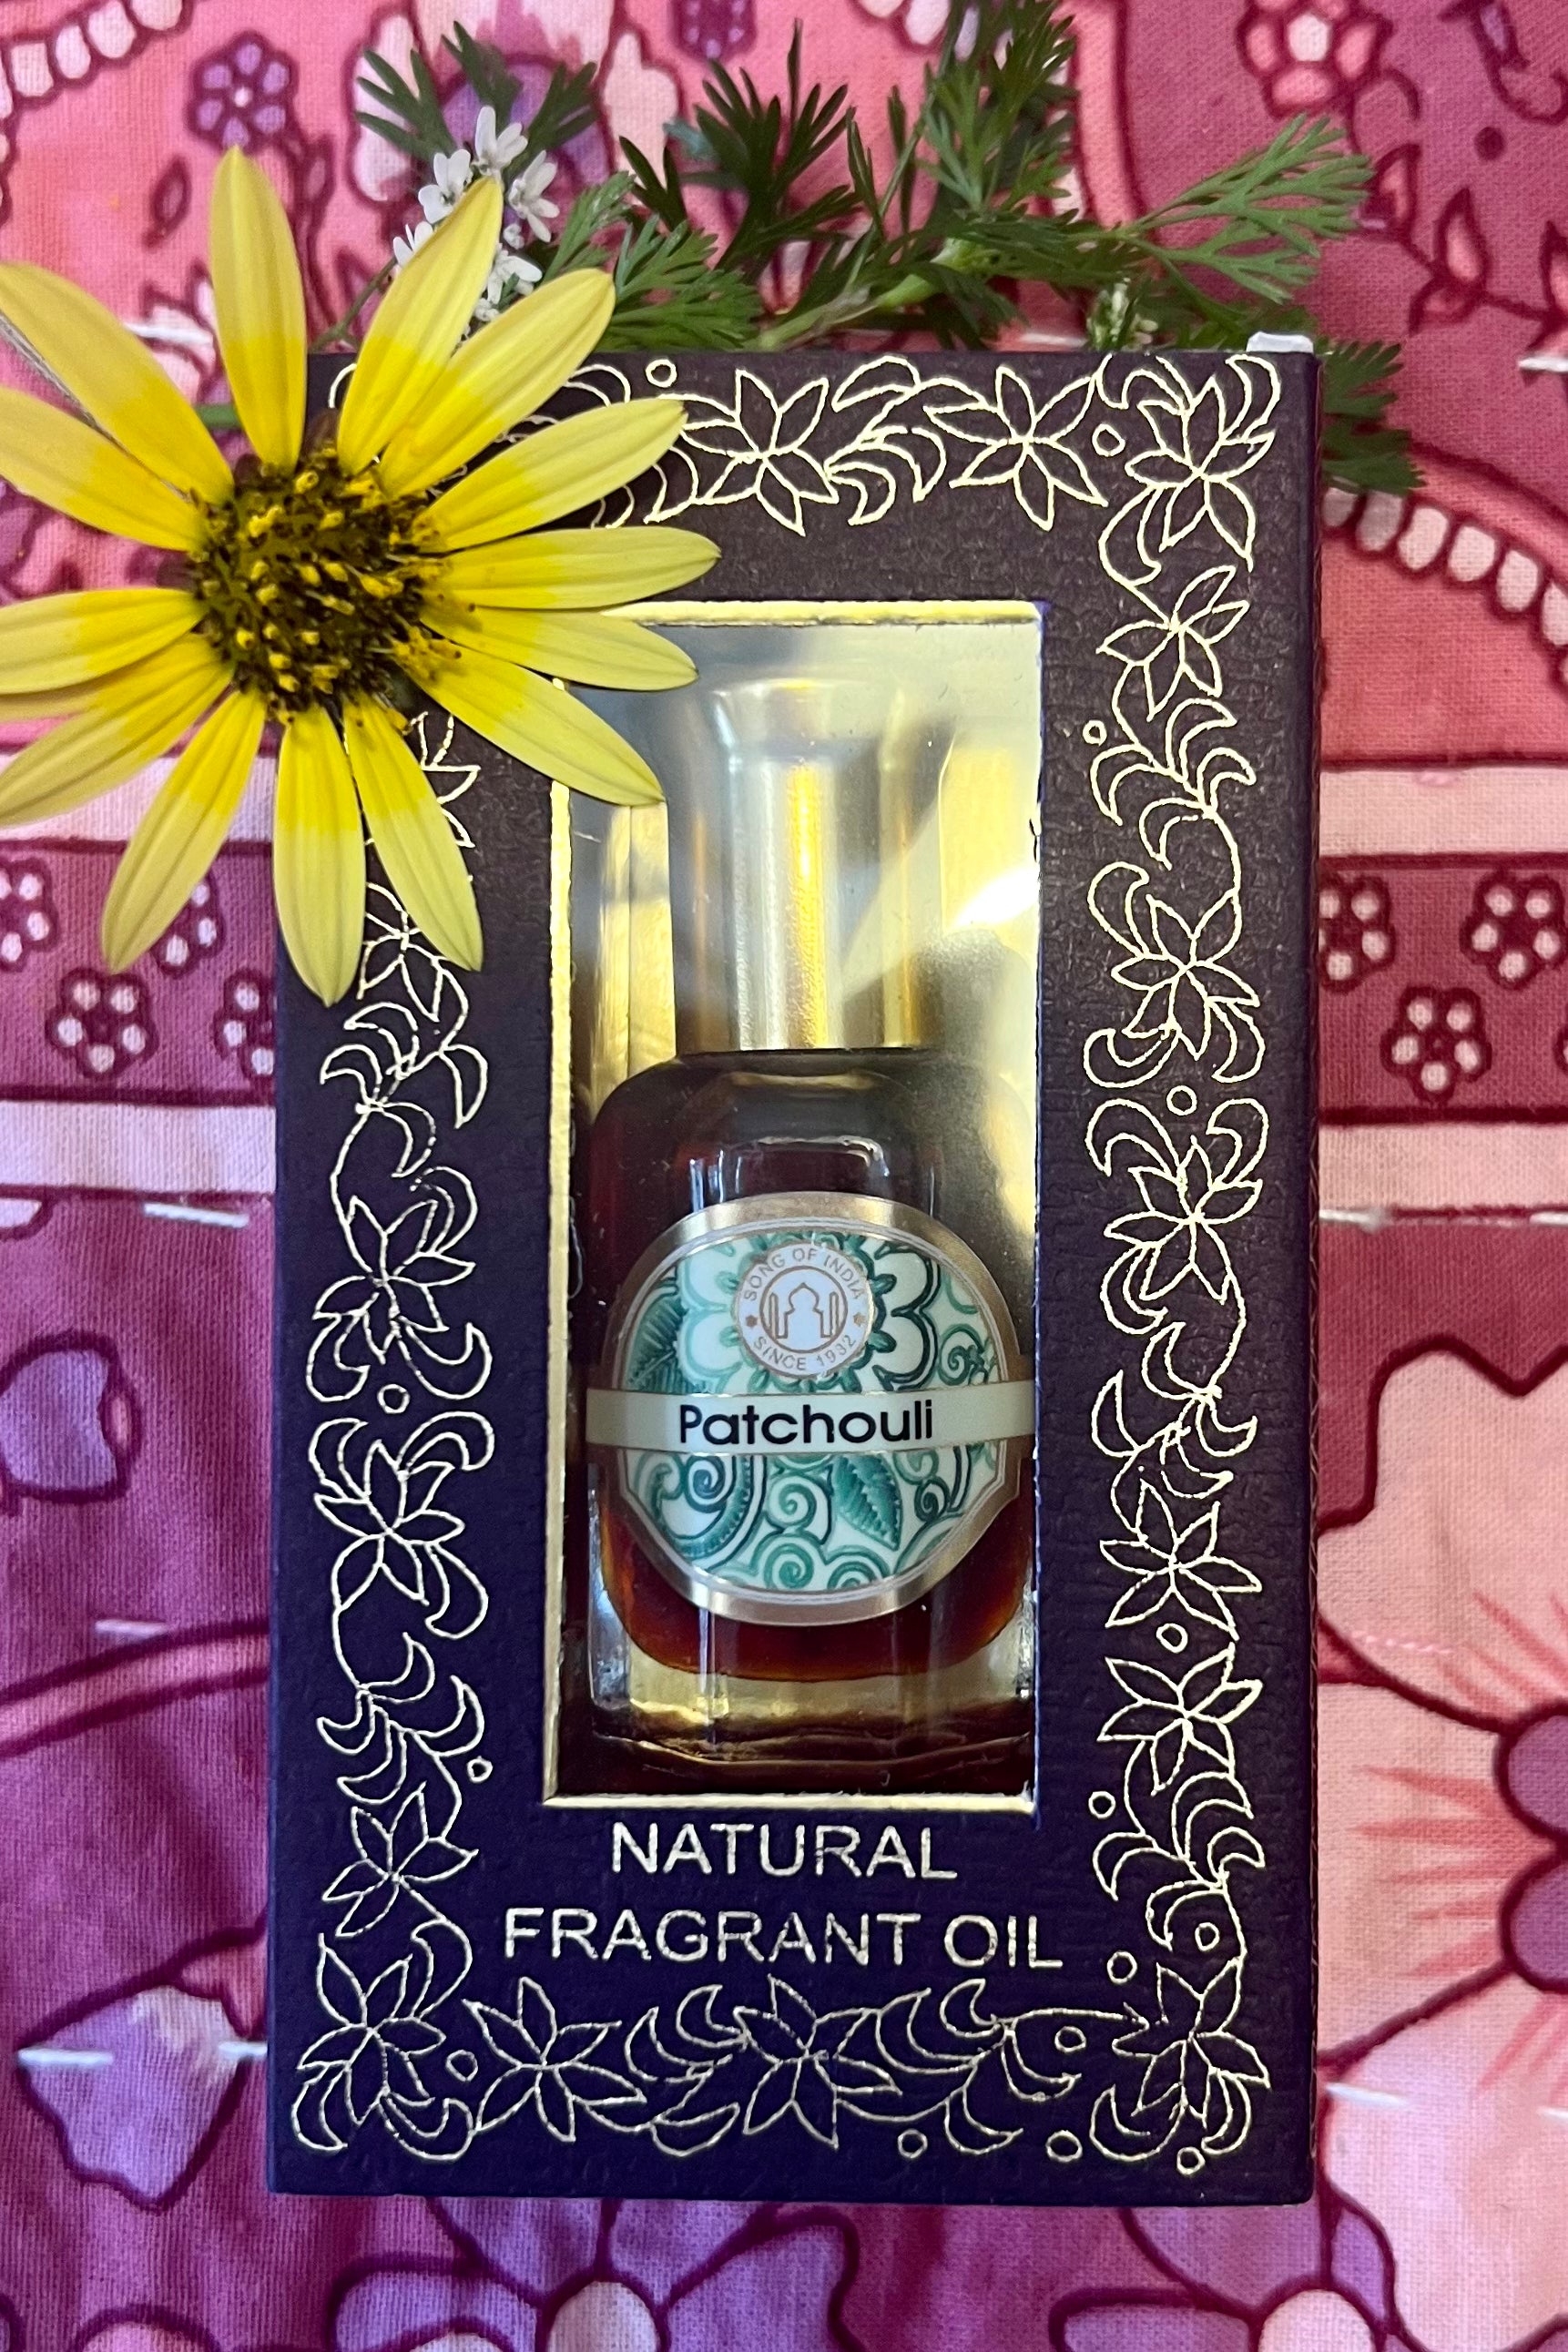 SONG OF INDIA
SINCE 1932
Patchouli
NATURAL
FRAGRANT OIL